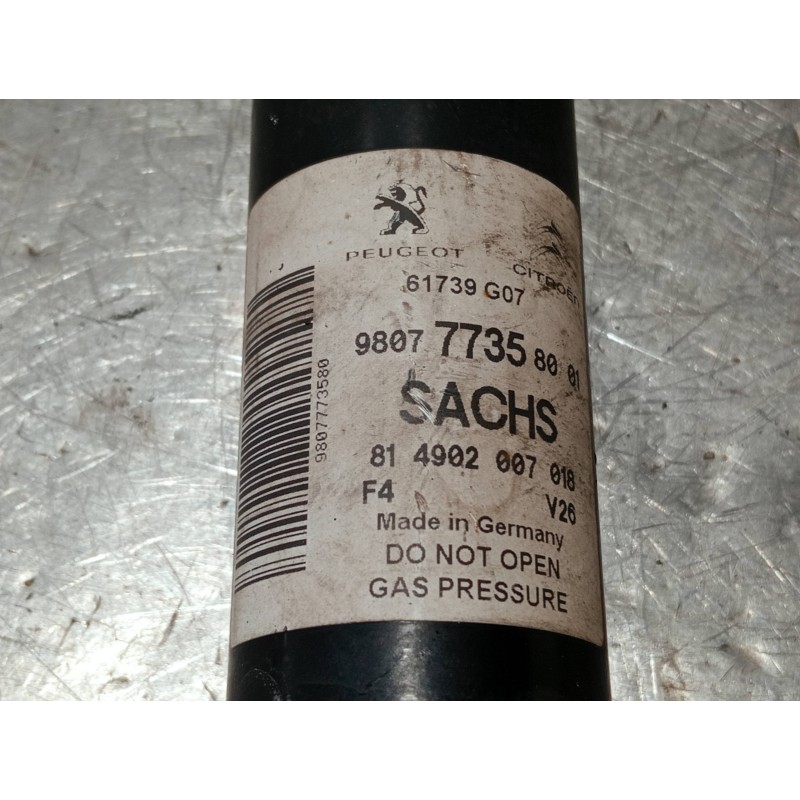 PEUGEOT
CITROËN
61739 G07
9807 7735 80 01
9807773580
SACHS
81 4902 007 018
F4 V26
Made in Germany
DO NOT OPEN
GAS PRESSURE